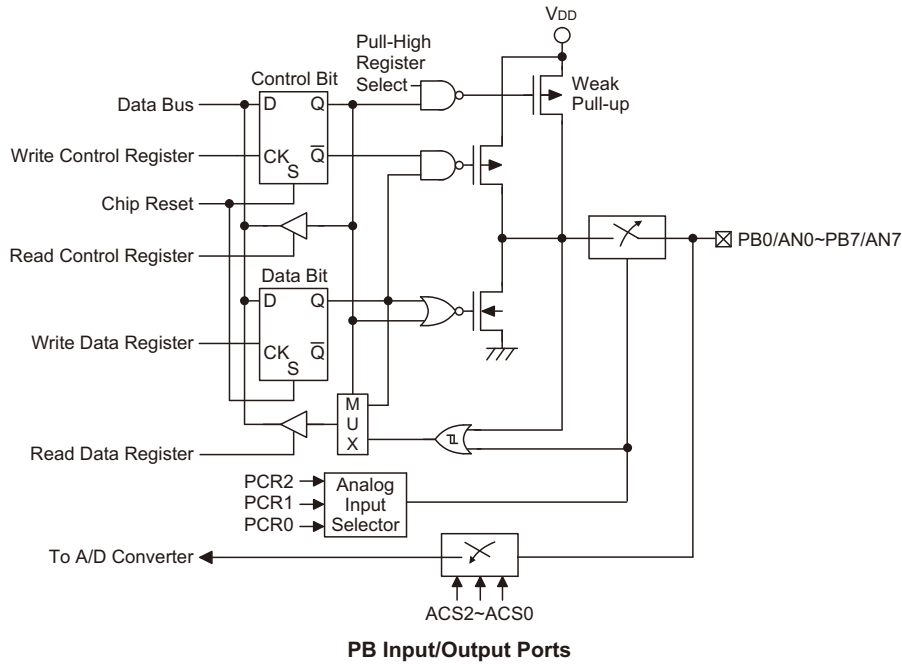 VDD
Pull-High
Register
Select
Control Bit
Weak
Pull-up
Data Bus
D
Q
Write Control Register
CK
Q̅
S
Chip Reset
Read Control Register
PB0/AN0~PB7/AN7
Data Bit
D
Q
Write Data Register
CK
Q̅
S
M
U
X
Read Data Register
PCR2
PCR1
PCR0
Analog
Input
Selector
To A/D Converter
ACS2~ACS0
PB Input/Output Ports